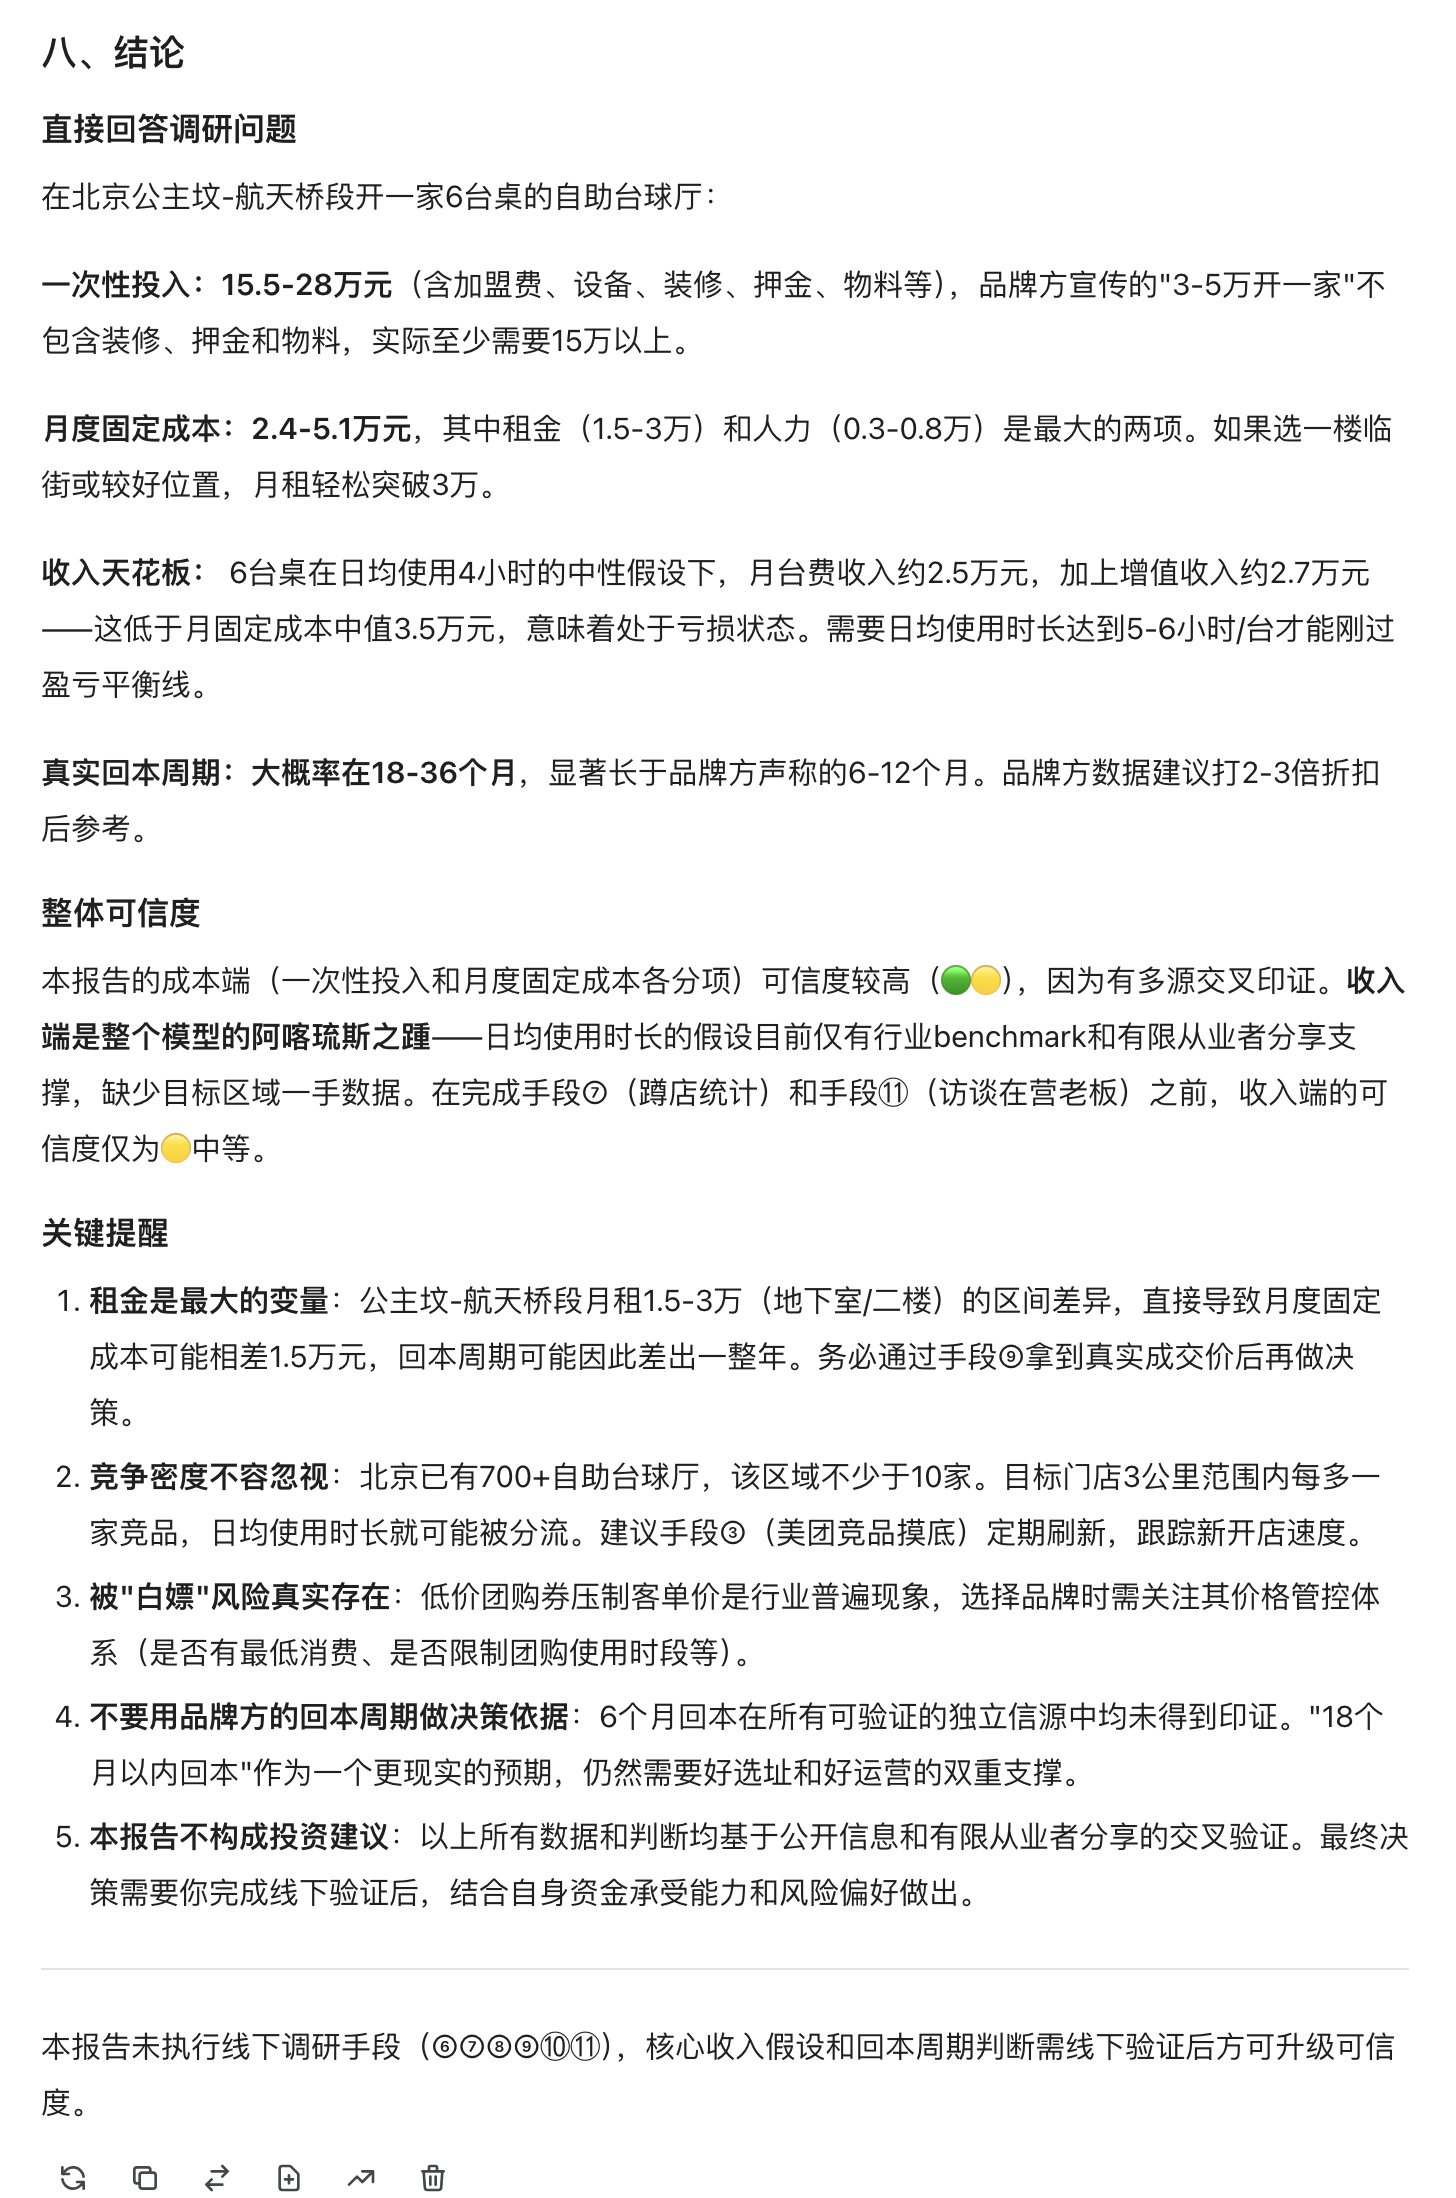 八、结论
直接回答调研问题
在北京公主坟-航天桥段开一家6台桌的自助台球厅：
一次性投入：15.5-28万元（含加盟费、设备、装修、押金、物料等），品牌方宣传的"3-5万开一家"不
包含装修、押金和物料，实际至少需要15万以上。
月度固定成本：2.4-5.1万元，其中租金（1.5-3万）和人力（0.3-0.8万）是最大的两项。如果选一楼临
街或较好位置，月租轻松突破3万。
收入天花板： 6台桌在日均使用4小时的中性假设下，月台费收入约2.5万元，加上增值收入约2.7万元
——这低于月固定成本中值3.5万元，意味着处于亏损状态。需要日均使用时长达到5-6小时/台才能刚过
盈亏平衡线。
真实回本周期：大概率在18-36个月，显著长于品牌方声称的6-12个月。品牌方数据建议打2-3倍折扣
后参考。
整体可信度
本报告的成本端（一次性投入和月度固定成本各分项）可信度较高（🟢🟡），因为有多源交叉印证。收入
端是整个模型的阿喀琉斯之踵——日均使用时长的假设目前仅有行业benchmark和有限从业者分享支
撑，缺少目标区域一手数据。在完成手段⑦（蹲店统计）和手段⑪（访谈在营老板）之前，收入端的可
信度仅为🟡中等。
关键提醒
1. 租金是最大的变量：公主坟-航天桥段月租1.5-3万（地下室/二楼）的区间差异，直接导致月度固定
成本可能相差1.5万元，回本周期可能因此差出一整年。务必通过手段⑨拿到真实成交价后再做决
策。
2. 竞争密度不容忽视：北京已有700+自助台球厅，该区域不少于10家。目标门店3公里范围内每多一
家竞品，日均使用时长就可能被分流。建议手段③（美团竞品摸底）定期刷新，跟踪新开店速度。
3. 被"白嫖"风险真实存在：低价团购券压制客单价是行业普遍现象，选择品牌时需关注其价格管控体
系（是否有最低消费、是否限制团购使用时段等）。
4. 不要用品牌方的回本周期做决策依据：6个月回本在所有可验证的独立信源中均未得到印证。"18个
月以内回本"作为一个更现实的预期，仍然需要好选址和好运营的双重支撑。
5. 本报告不构成投资建议：以上所有数据和判断均基于公开信息和有限从业者分享的交叉验证。最终决
策需要你完成线下验证后，结合自身资金承受能力和风险偏好做出。
本报告未执行线下调研手段（⑥⑦⑧⑨⑩⑪），核心收入假设和回本周期判断需线下验证后方可升级可信
度。